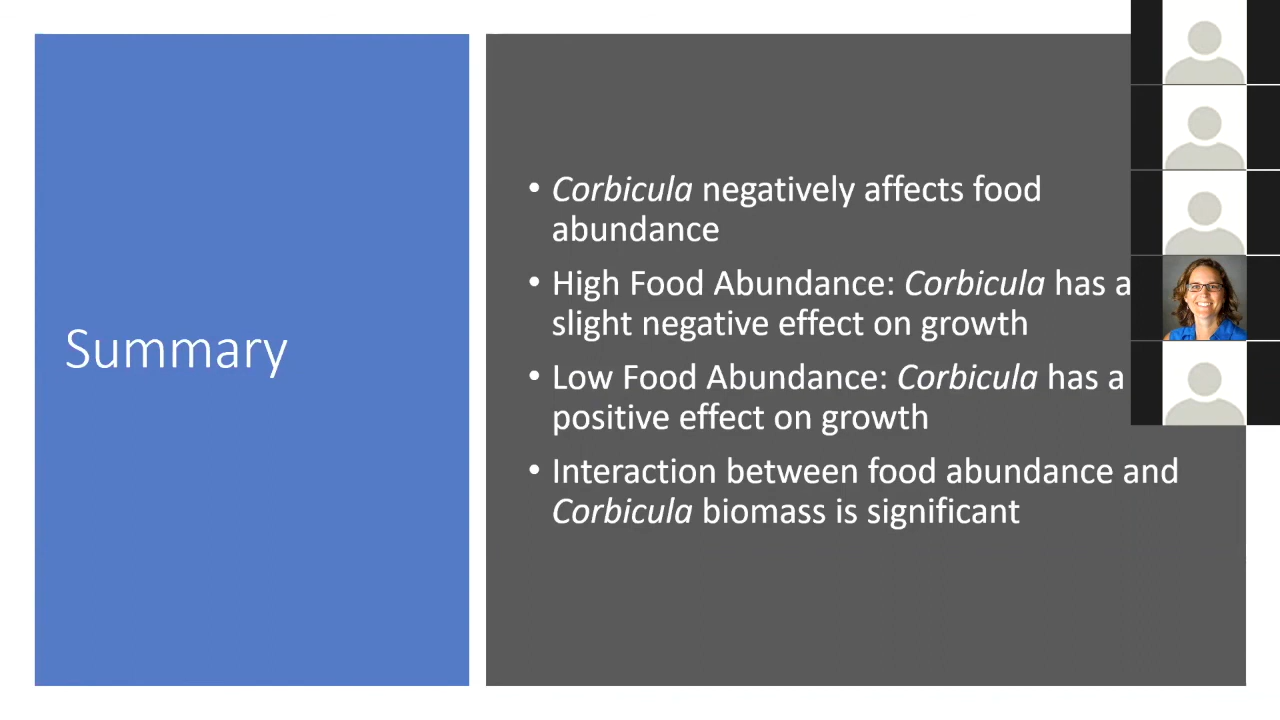 Summary
• Corbicula negatively affects food
abundance
• High Food Abundance: Corbicula has a
slight negative effect on growth
• Low Food Abundance: Corbicula has a
positive effect on growth
• Interaction between food abundance and
Corbicula biomass is significant